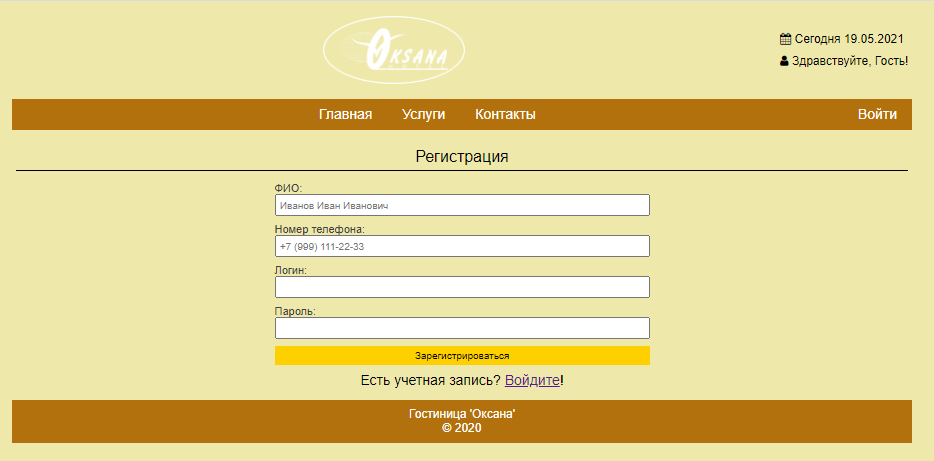 Oksana
Сегодня 19.05.2021
Здравствуйте, Гость!
Главная Услуги Контакты Войти
Регистрация
ФИО:
Иванов Иван Иванович
Номер телефона:
+7 (999) 111-22-33
Логин:
Пароль:
Зарегистрироваться
Есть учетная запись? Войдите!
Гостиница 'Оксана'
© 2020